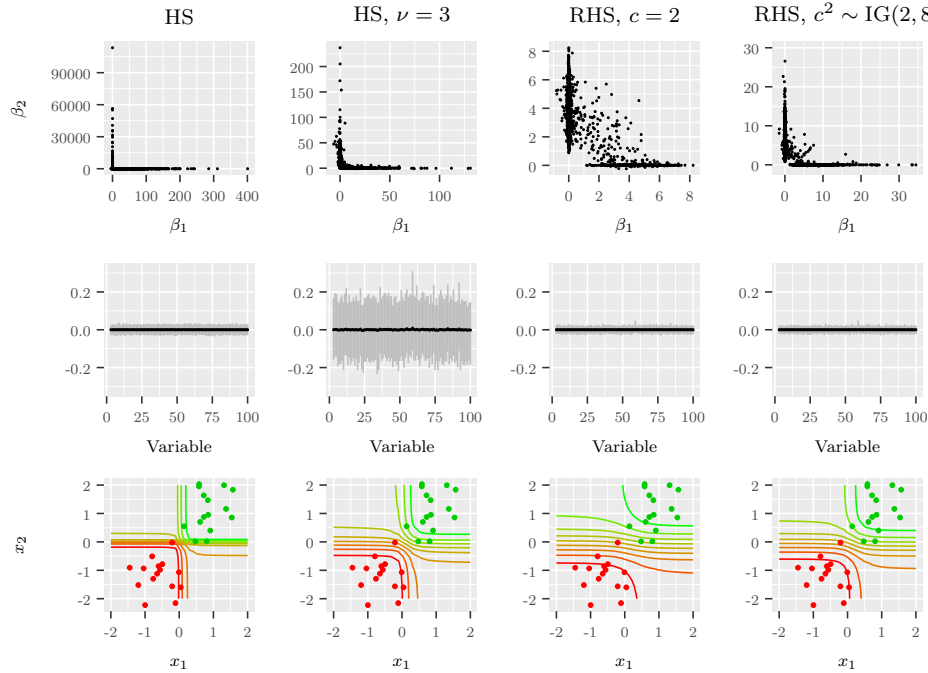 HS
HS, ν = 3
RHS, c = 2
RHS, c² ∼ IG(2, 8
β₂
90000
60000
30000
0
0 100 200 300 400
200
150
100
50
0
0 50 100
8
6
4
2
0
0 2 4 6 8
30
20
10
0
0 10 20 30
β₁
β₁
β₁
β₁
0.2
0.0
-0.2
0 25 50 75 100
0.2
0.0
-0.2
0 25 50 75 100
0.2
0.0
-0.2
0 25 50 75 100
0.2
0.0
-0.2
0 25 50 75 100
Variable
Variable
Variable
Variable
x₂
2
1
0
-1
-2
-2 -1 0 1 2
2
1
0
-1
-2
-2 -1 0 1 2
2
1
0
-1
-2
-2 -1 0 1 2
2
1
0
-1
-2
-2 -1 0 1 2
x₁
x₁
x₁
x₁